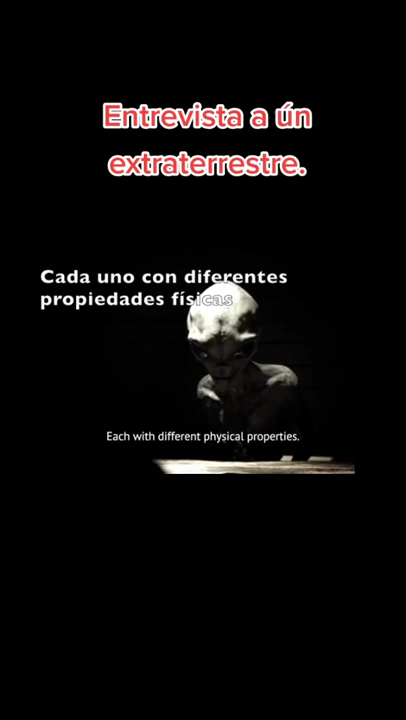 Entrevista a ún
extraterrestre.
Cada uno con diferentes
propiedades físicas
Each with different physical properties.